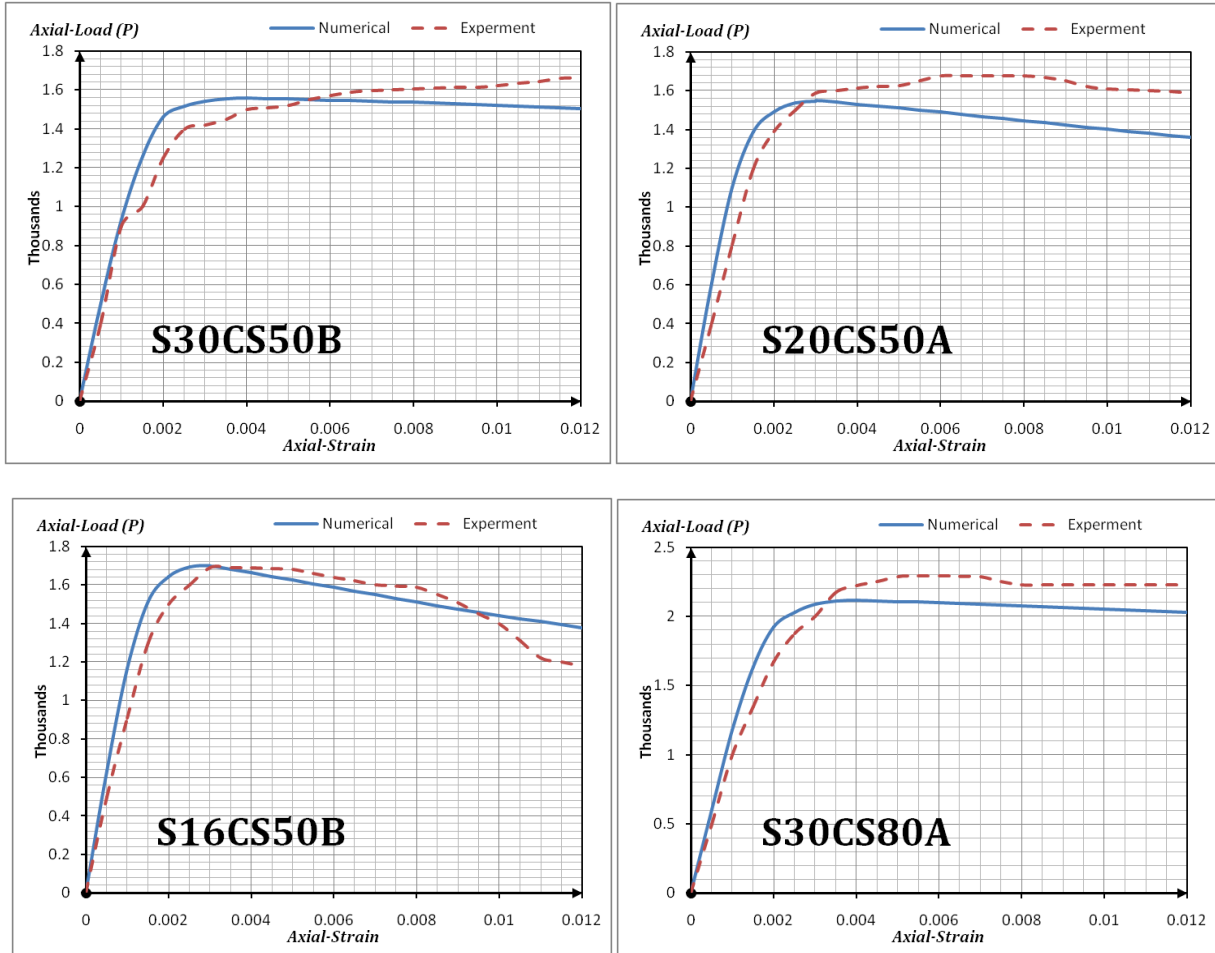 Axial-Load (P)
Numerical
Experment
1.8
1.6
1.4
1.2
1
0.8
0.6
0.4
0.2
0
Thousands
S30CS50B
0 0.002 0.004 0.006 0.008 0.01 0.012
Axial-Strain
Axial-Load (P)
Numerical
Experment
1.8
1.6
1.4
1.2
1
0.8
0.6
0.4
0.2
0
Thousands
S20CS50A
0 0.002 0.004 0.006 0.008 0.01 0.012
Axial-Strain
Axial-Load (P)
Numerical
Experment
1.8
1.6
1.4
1.2
1
0.8
0.6
0.4
0.2
0
Thousands
S16CS50B
0 0.002 0.004 0.006 0.008 0.01 0.012
Axial-Strain
Axial-Load (P)
Numerical
Experment
2.5
2
1.5
1
0.5
0
Thousands
S30CS80A
0 0.002 0.004 0.006 0.008 0.01 0.012
Axial-Strain